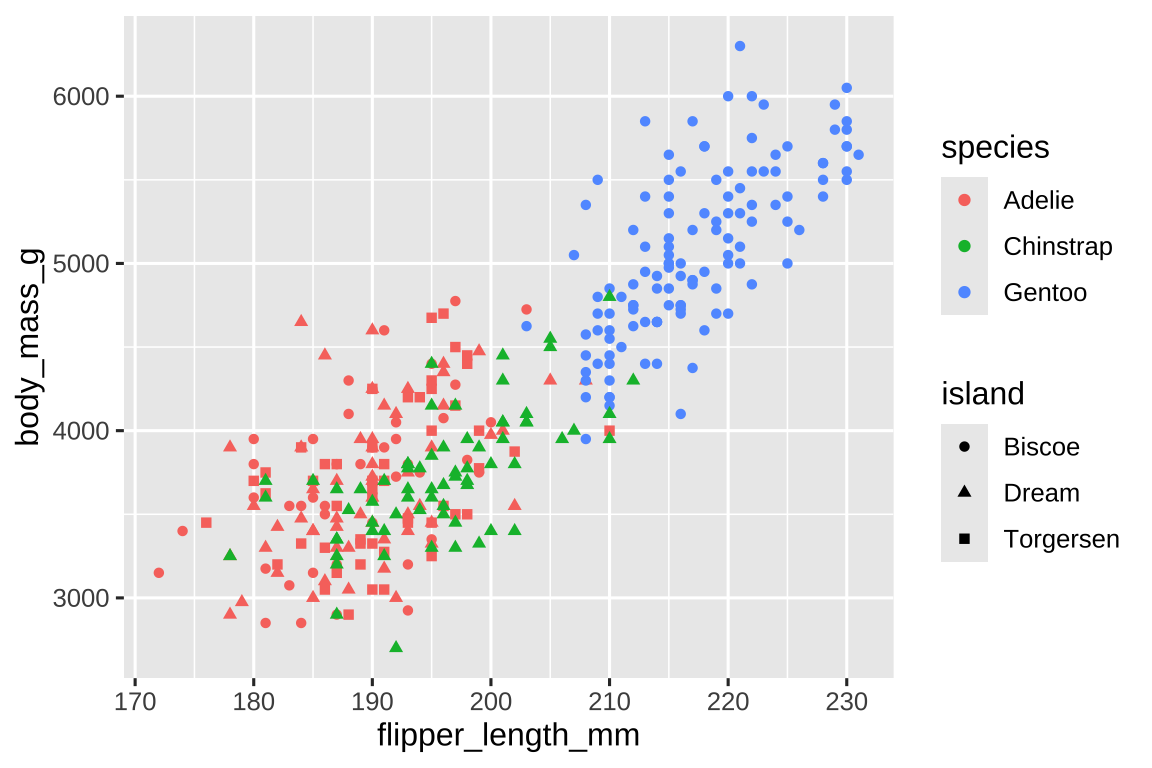 body_mass_g
6000
5000
4000
3000
170 180 190 200 210 220 230
flipper_length_mm
species
Adelie
Chinstrap
Gentoo
island
Biscoe
Dream
Torgersen